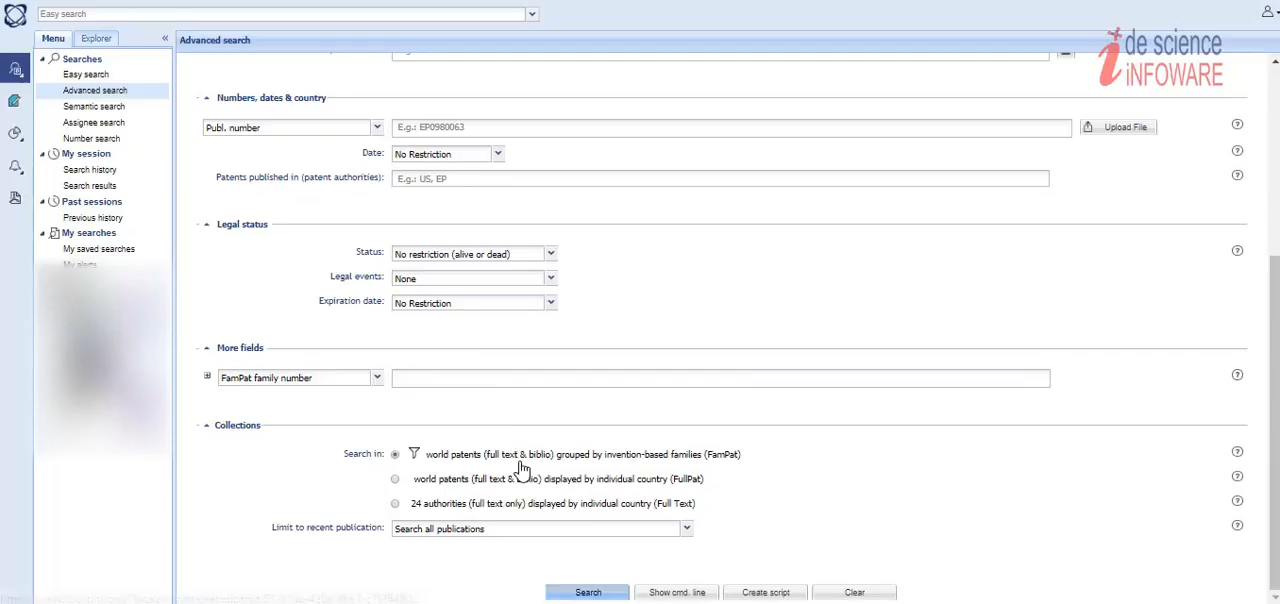 Easy search
Menu
Explorer
«
Advanced search
de science
iNFOWARE
Searches
Easy search
Advanced search
Semantic search
Assignee search
Number search
My session
Search history
Search results
Past sessions
Previous history
My searches
My saved searches
My alerts
Numbers, dates & country
Publ. number
E.g.: EP0980063
Upload File
Date:
No Restriction
Patents published in (patent authorities):
E.g.: US, EP
Legal status
Status:
No restriction (alive or dead)
Legal events:
None
Expiration date:
No Restriction
More fields
FamPat family number
Collections
Search in:
world patents (full text & biblio) grouped by invention-based families (FamPat)
world patents (full text & biblio) displayed by individual country (FullPat)
24 authorities (full text only) displayed by individual country (Full Text)
Limit to recent publication:
Search all publications
Search
Show cmd. line
Create script
Clear